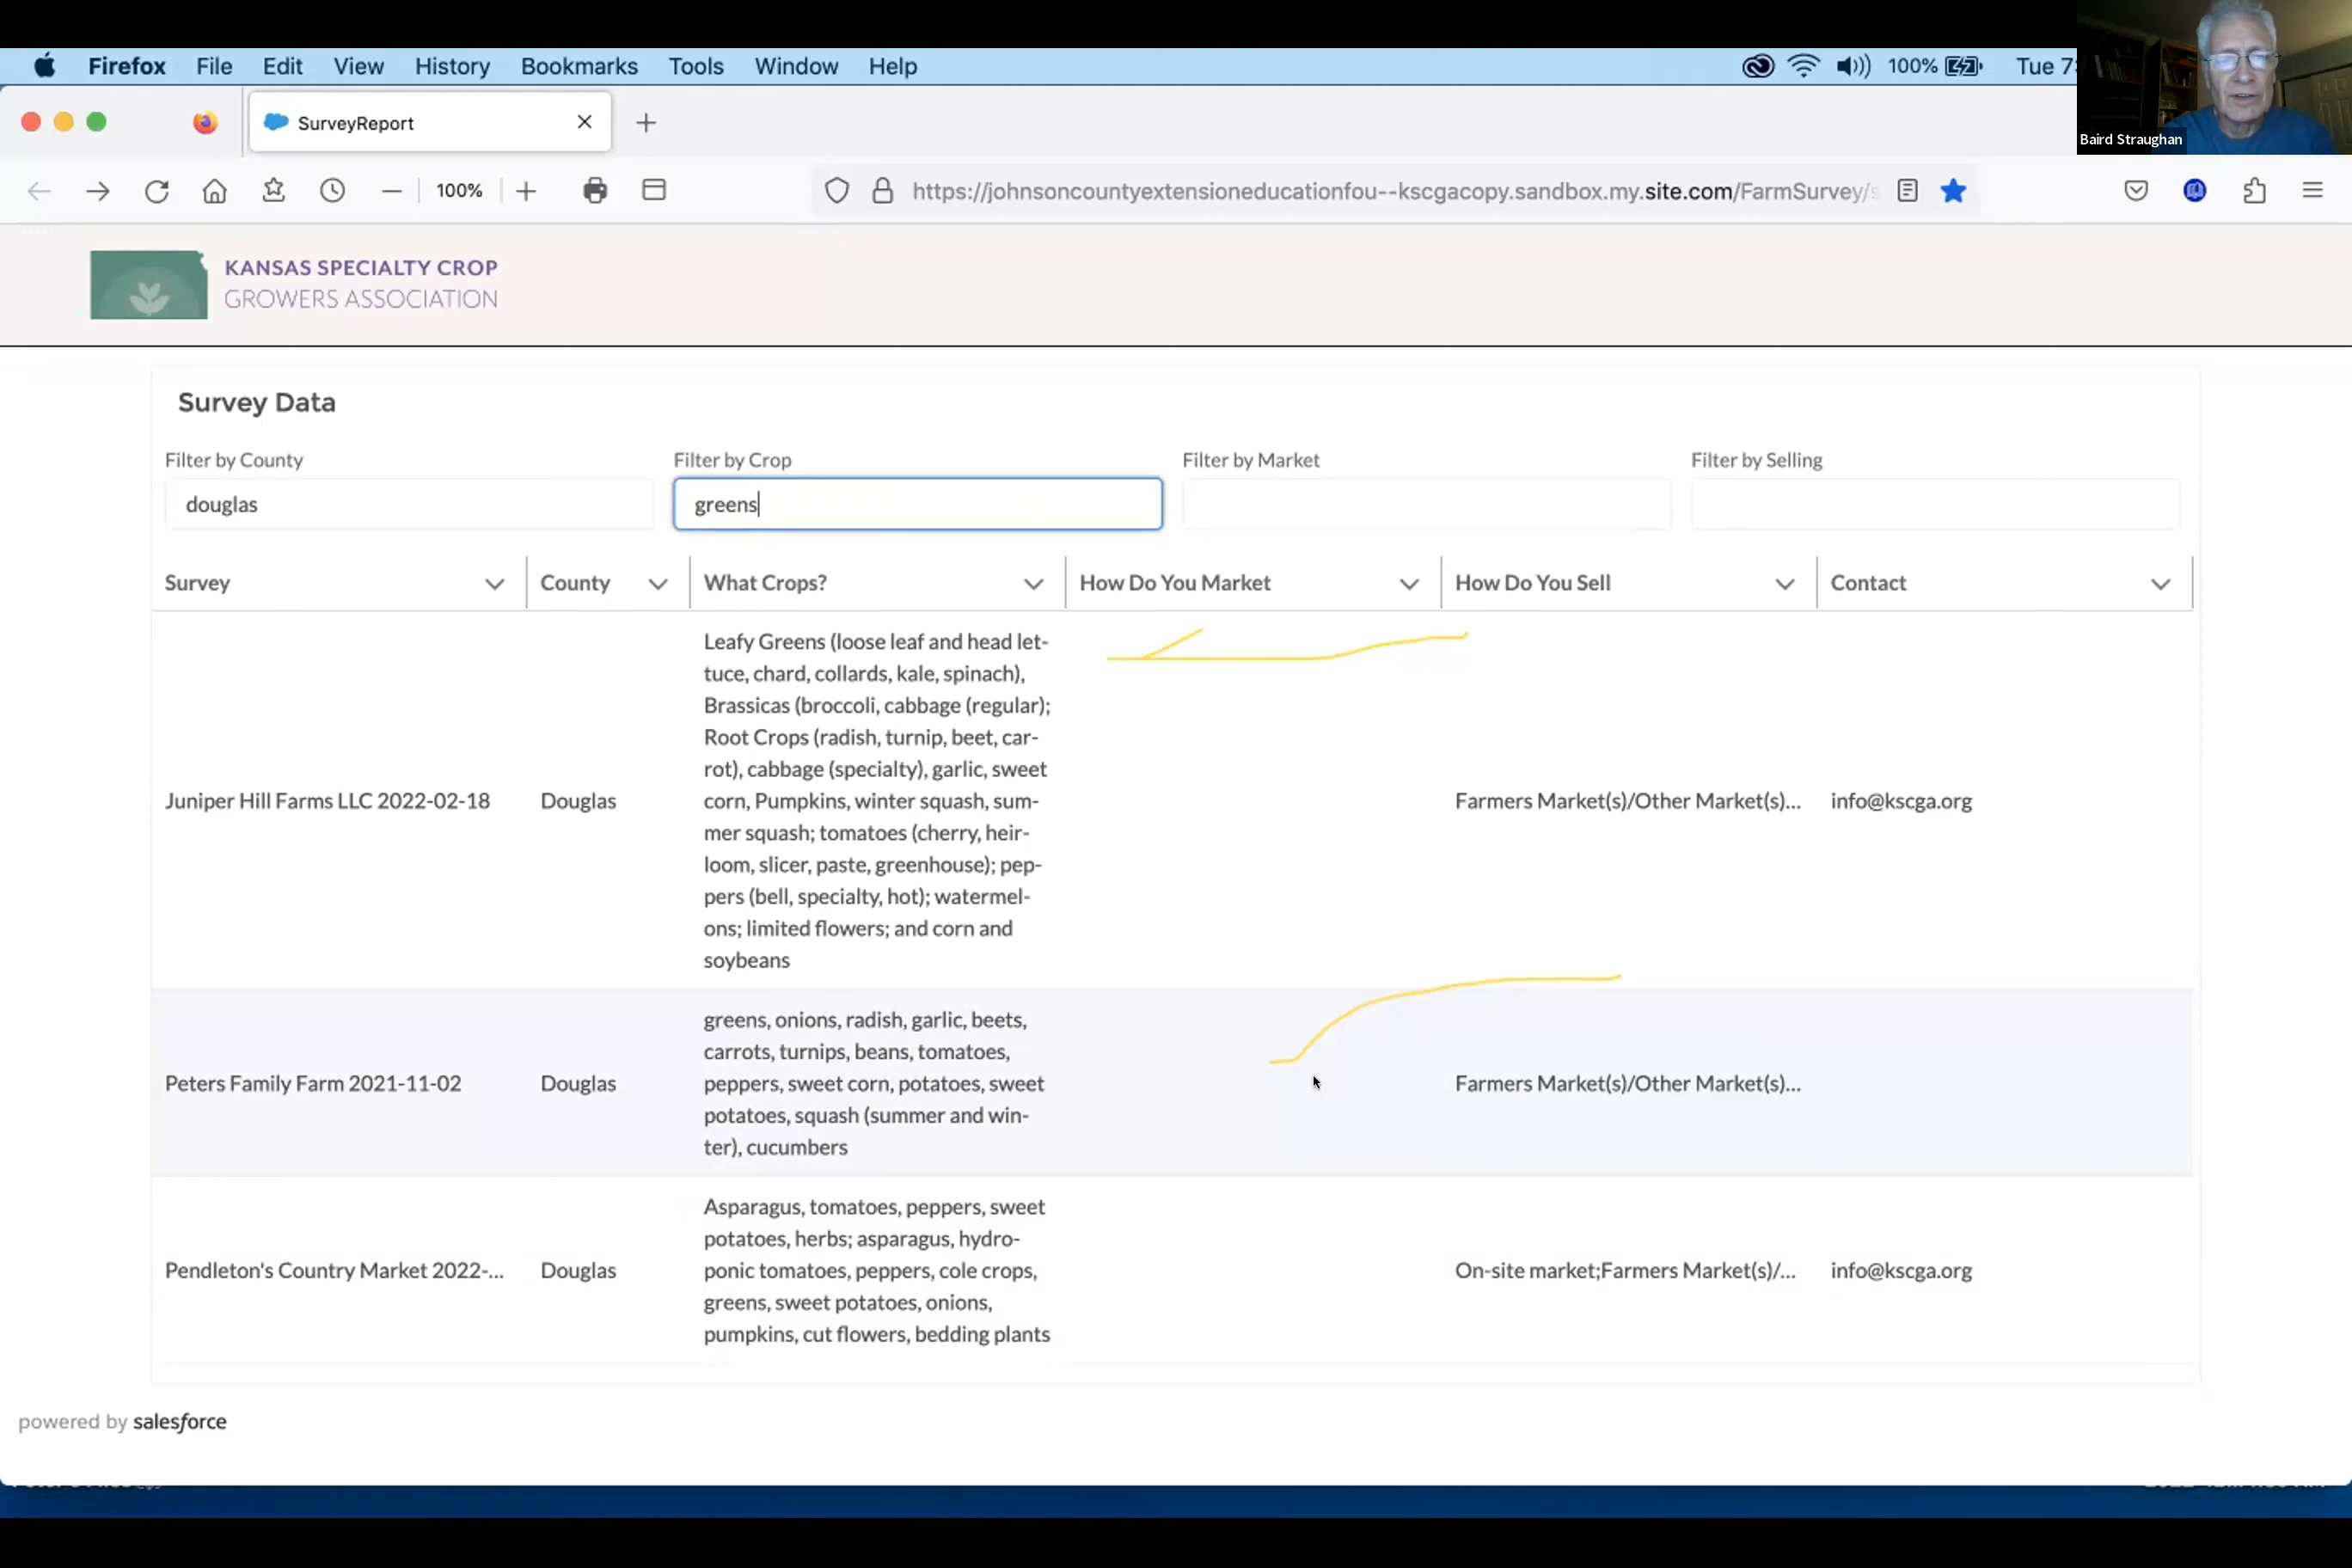 Firefox File Edit View History Bookmarks Tools Window Help 100% Tue 7:
Baird Straughan
SurveyReport
100% https://johnsoncountyextensioneducationfou--kscgacopy.sandbox.my.site.com/FarmSurvey/s
KANSAS SPECIALTY CROP
GROWERS ASSOCIATION
Survey Data
Filter by County Filter by Crop Filter by Market Filter by Selling
douglas greens
Survey County What Crops? How Do You Market How Do You Sell Contact
Leafy Greens (loose leaf and head let-
tuce, chard, collards, kale, spinach),
Brassicas (broccoli, cabbage (regular);
Root Crops (radish, turnip, beet, car-
rot), cabbage (specialty), garlic, sweet
Juniper Hill Farms LLC 2022-02-18 Douglas corn, Pumpkins, winter squash, sum- Farmers Market(s)/Other Market(s)... info@kscga.org
mer squash; tomatoes (cherry, heir-
loom, slicer, paste, greenhouse); pep-
pers (bell, specialty, hot); watermel-
ons; limited flowers; and corn and
soybeans
greens, onions, radish, garlic, beets,
carrots, turnips, beans, tomatoes,
Peters Family Farm 2021-11-02 Douglas peppers, sweet corn, potatoes, sweet Farmers Market(s)/Other Market(s)...
potatoes, squash (summer and win-
ter), cucumbers
Asparagus, tomatoes, peppers, sweet
potatoes, herbs; asparagus, hydro-
Pendleton's Country Market 2022-... Douglas ponic tomatoes, peppers, cole crops, On-site market;Farmers Market(s)/... info@kscga.org
greens, sweet potatoes, onions,
pumpkins, cut flowers, bedding plants
powered by salesforce